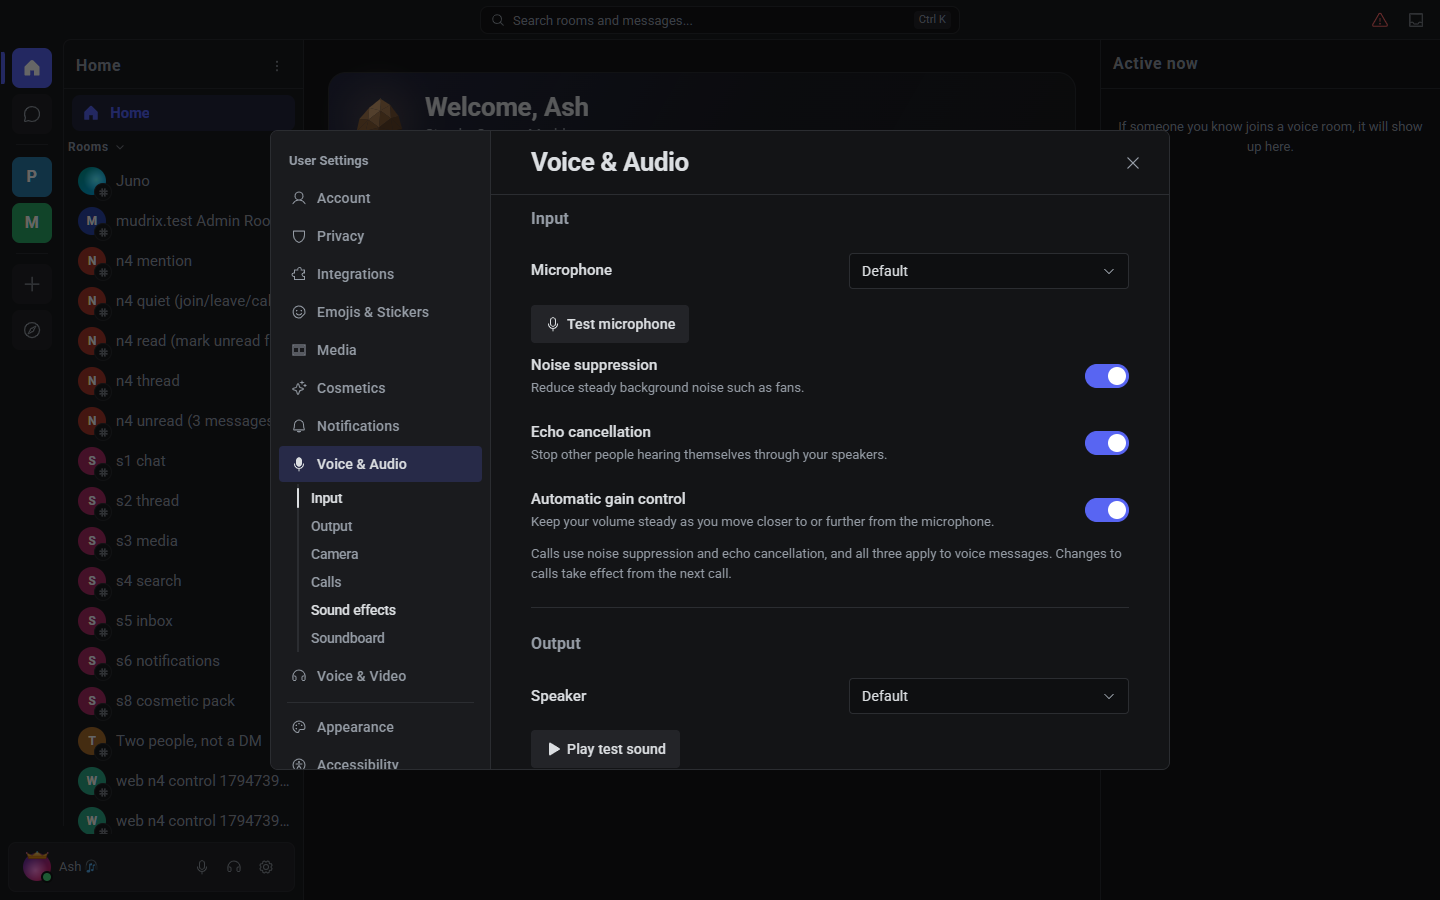 Search rooms and messages...
Ctrl K
Home
Active now
Home
Welcome, Ash
If someone you know joins a voice room, it will show
up here.
Rooms
Juno
mudrix.test Admin Roo
n4 mention
n4 quiet (join/leave/cal
n4 read (mark unread f
n4 thread
n4 unread (3 messages
s1 chat
s2 thread
s3 media
s4 search
s5 inbox
s6 notifications
s8 cosmetic pack
Two people, not a DM
web n4 control 1794739...
web n4 control 1794739...
P
M
M
N
N
N
N
N
S
S
S
S
S
S
S
T
W
W
Ash
User Settings
Account
Privacy
Integrations
Emojis & Stickers
Media
Cosmetics
Notifications
Voice & Audio
Input
Output
Camera
Calls
Sound effects
Soundboard
Voice & Video
Appearance
Accessibility
Voice & Audio
Input
Microphone
Default
Test microphone
Noise suppression
Reduce steady background noise such as fans.
Echo cancellation
Stop other people hearing themselves through your speakers.
Automatic gain control
Keep your volume steady as you move closer to or further from the microphone.
Calls use noise suppression and echo cancellation, and all three apply to voice messages. Changes to
calls take effect from the next call.
Output
Speaker
Default
Play test sound